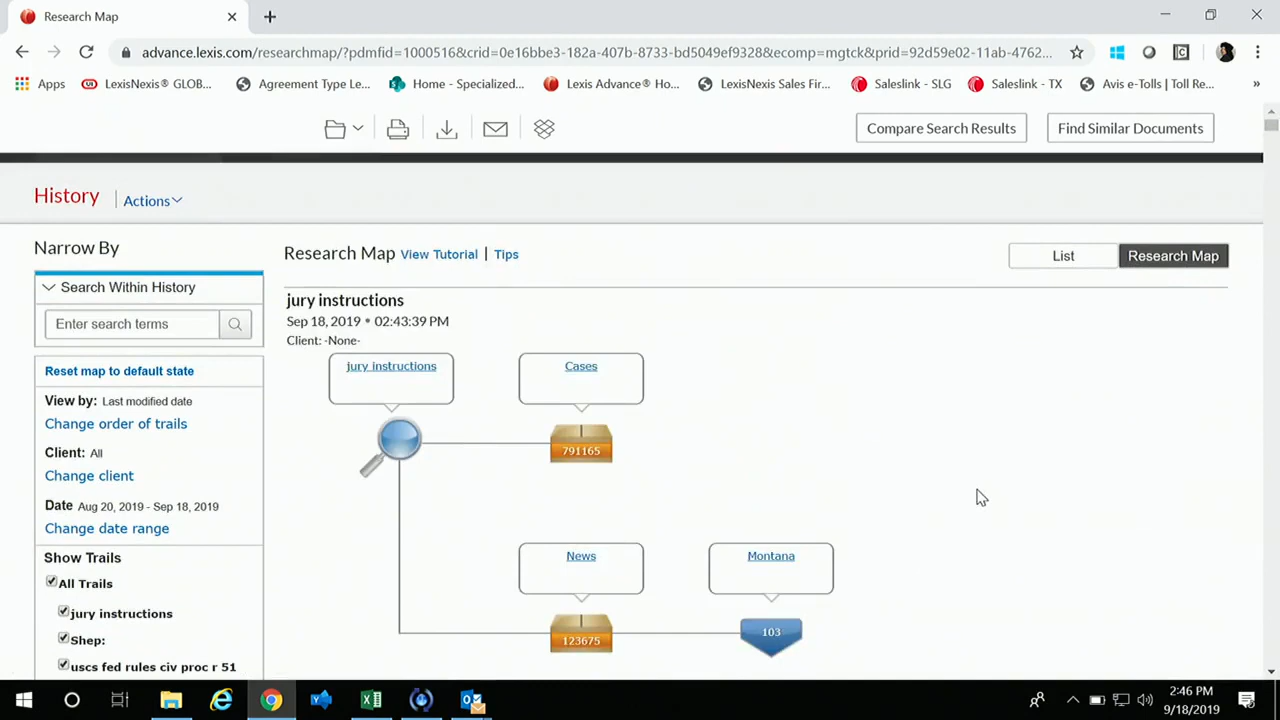 Research Map
advance.lexis.com/researchmap/?pdmfid=1000516&crid=0e16bbe3-182a-407b-8733-bd5049ef9328&ecomp=mgtck&prid=92d59e02-11ab-4762...
Apps LexisNexis® GLOB... Agreement Type Le... Home - Specialized... Lexis Advance® Ho... LexisNexis Sales Fir... Saleslink - SLG Saleslink - TX Avis e-Tolls | Toll Re... »
Compare Search Results Find Similar Documents
History Actions
Narrow By
Search Within History
Enter search terms
Reset map to default state
View by: Last modified date
Change order of trails
Client: All
Change client
Date Aug 20, 2019 - Sep 18, 2019
Change date range
Show Trails
All Trails
jury instructions
Shep:
uscs fed rules civ proc r 51
Research Map View Tutorial | Tips
List Research Map
jury instructions
Sep 18, 2019 • 02:43:39 PM
Client: -None-
jury instructions Cases
791165
News Montana
123675 103
2:46 PM
9/18/2019